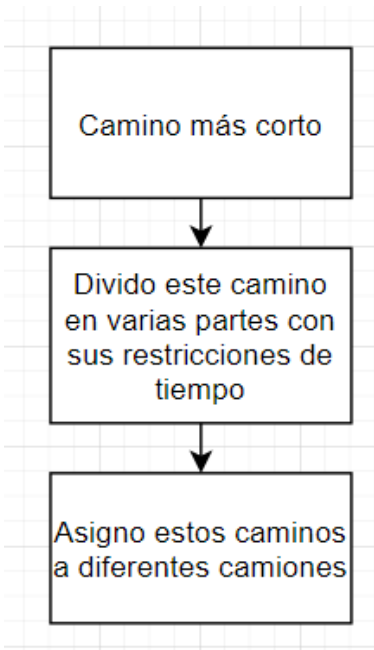 Camino más corto
Divido este camino
en varias partes con
sus restricciones de
tiempo
Asigno estos caminos
a diferentes camiones